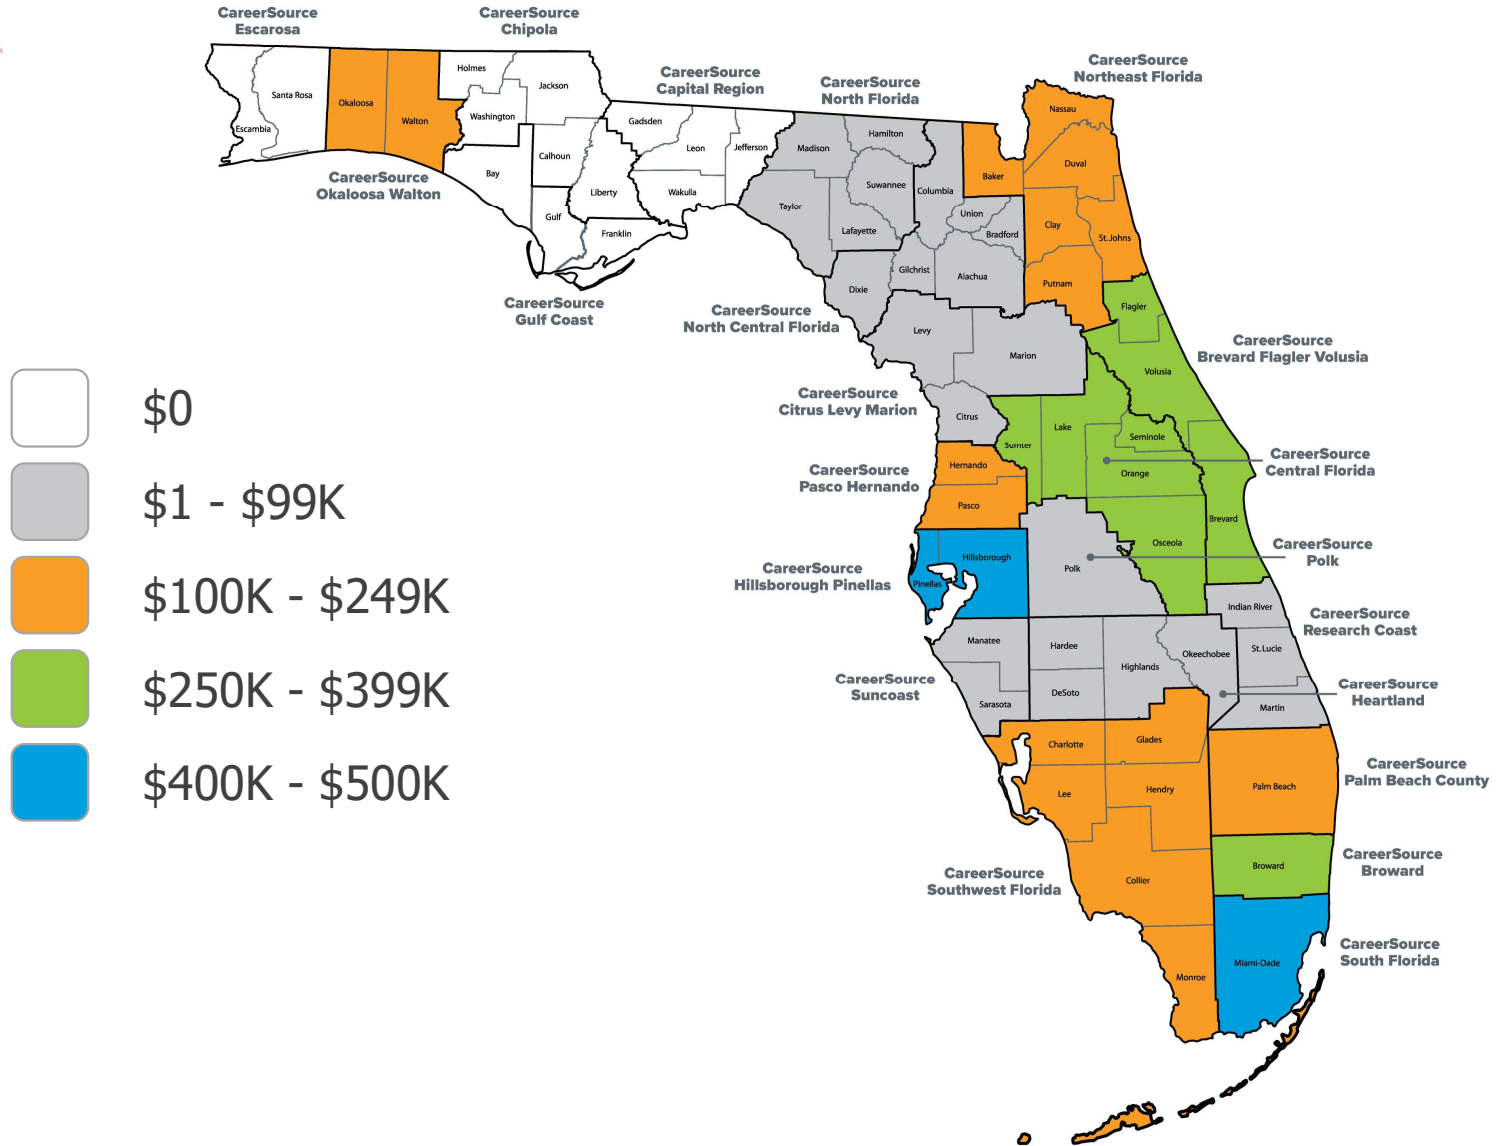 CareerSource
Escarosa
CareerSource
Chipola
CareerSource
Northeast Florida
CareerSource
Capital Region
CareerSource
North Florida
Holmes
Jackson
Santa Rosa
Okaloosa
Walton
Washington
Escambia
Gadsden
Leon
Jefferson
Madison
Hamilton
Nassau
Duval
Baker
Calhoun
Bay
Liberty
Wakulla
Suwannee
Columbia
CareerSource
Okaloosa Walton
Taylor
Union
Gulf
Franklin
Lafayette
Bradford
Clay
St. Johns
Gilchrist
Alachua
Dixie
Putnam
CareerSource
Gulf Coast
CareerSource
North Central Florida
Flagler
Levy
Marion
CareerSource
Brevard Flagler Volusia
Volusia
CareerSource
Citrus Levy Marion
Citrus
Lake
Sumter
Seminole
CareerSource
Central Florida
Hernando
Orange
CareerSource
Pasco Hernando
Pasco
Brevard
Osceola
CareerSource
Polk
Hillsborough
Polk
CareerSource
Hillsborough Pinellas
Pinellas
Indian River
CareerSource
Research Coast
Manatee
Hardee
Okeechobee
St. Lucie
Highlands
CareerSource
Suncoast
DeSoto
Sarasota
Martin
CareerSource
Heartland
Charlotte
Glades
Lee
Hendry
Palm Beach
CareerSource
Palm Beach County
CareerSource
Southwest Florida
Collier
Broward
CareerSource
Broward
Monroe
Miami-Dade
CareerSource
South Florida
$0
$1 - $99K
$100K - $249K
$250K - $399K
$400K - $500K